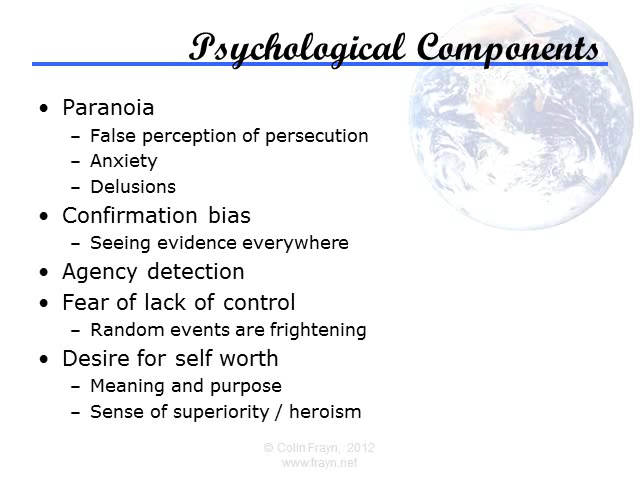 Psychological Components
• Paranoia
– False perception of persecution
– Anxiety
– Delusions
• Confirmation bias
– Seeing evidence everywhere
• Agency detection
• Fear of lack of control
– Random events are frightening
• Desire for self worth
– Meaning and purpose
– Sense of superiority / heroism
© Colin Frayn, 2012
www.frayn.net